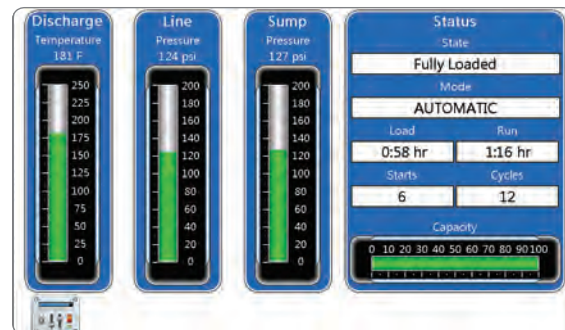 Discharge
Temperature
181 F
250
225
200
175
150
125
100
75
50
25
0
Line
Pressure
124 psi
200
180
160
140
120
100
80
60
40
20
0
Sump
Pressure
127 psi
200
180
160
140
120
100
80
60
40
20
0
Status
State
Fully Loaded
Mode
AUTOMATIC
Load Run
0:58 hr 1:16 hr
Starts Cycles
6 12
Capacity
0 10 20 30 40 50 60 70 80 90 100